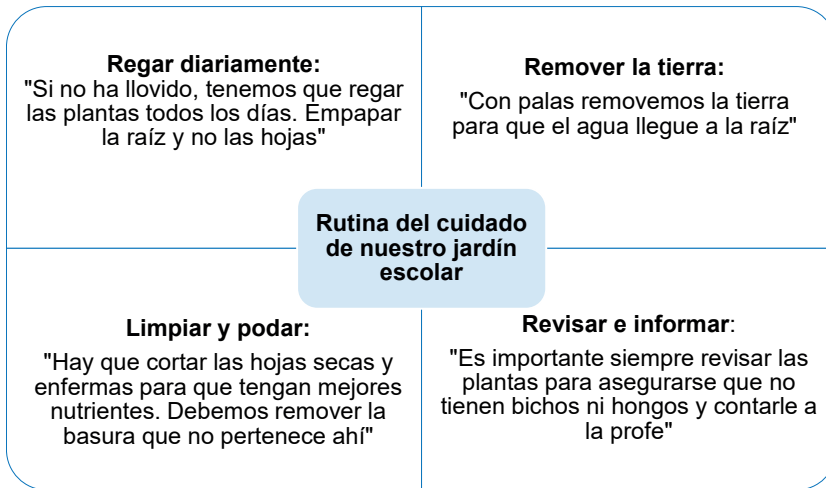 Regar diariamente:
"Si no ha llovido, tenemos que regar
las plantas todos los días. Empapar
la raíz y no las hojas"
Remover la tierra:
"Con palas removemos la tierra
para que el agua llegue a la raíz"
Rutina del cuidado
de nuestro jardín
escolar
Limpiar y podar:
"Hay que cortar las hojas secas y
enfermas para que tengan mejores
nutrientes. Debemos remover la
basura que no pertenece ahí"
Revisar e informar:
"Es importante siempre revisar las
plantas para asegurarse que no
tienen bichos ni hongos y contarle a
la profe"